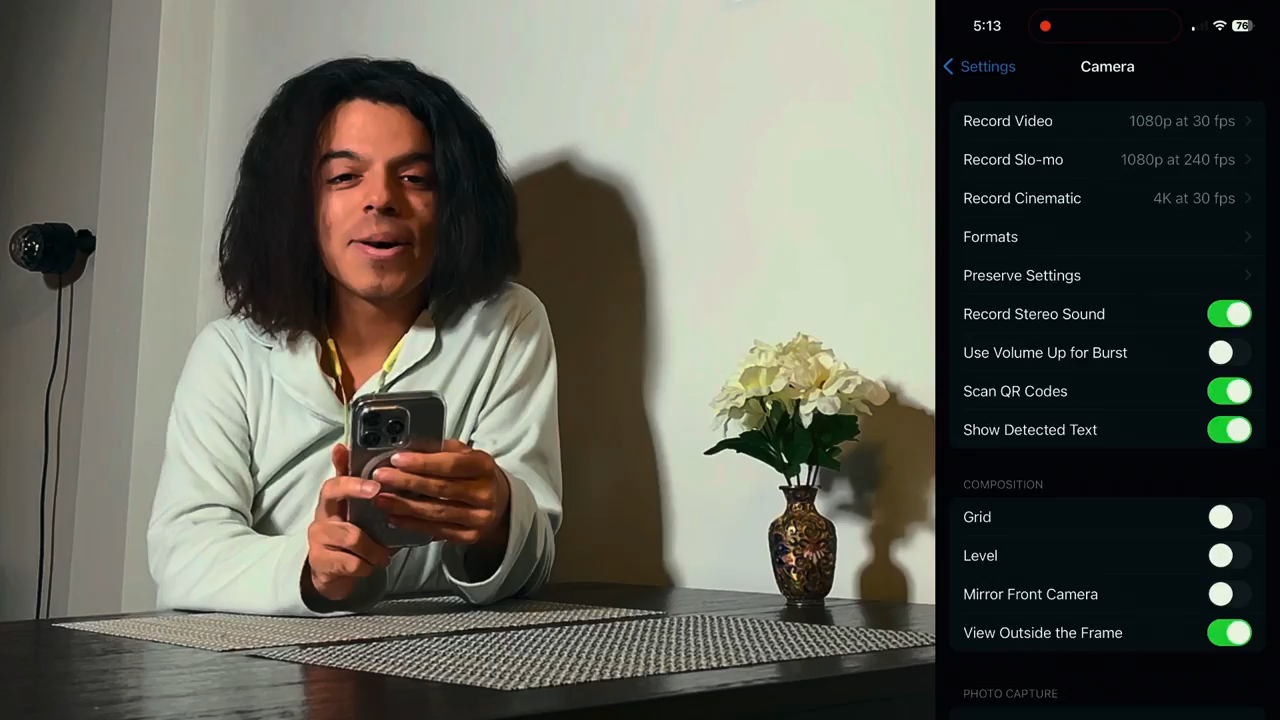 5:13
76
Settings
Camera
Record Video 1080p at 30 fps
Record Slo-mo 1080p at 240 fps
Record Cinematic 4K at 30 fps
Formats
Preserve Settings
Record Stereo Sound
Use Volume Up for Burst
Scan QR Codes
Show Detected Text
COMPOSITION
Grid
Level
Mirror Front Camera
View Outside the Frame
PHOTO CAPTURE